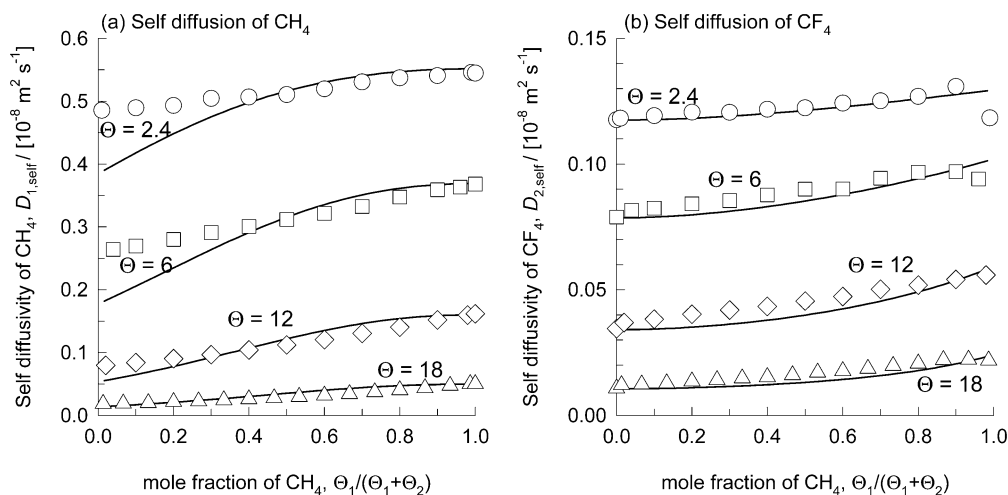 (a) Self diffusion of CH4
0.6
0.5
0.4
0.3
0.2
0.1
0.0
Self diffusivity of CH4, D1,self/ [10-8 m2 s-1]
Θ = 2.4
Θ = 6
Θ = 12
Θ = 18
0.0 0.2 0.4 0.6 0.8 1.0
mole fraction of CH4, Θ1/(Θ1+Θ2)
(b) Self diffusion of CF4
0.15
0.10
0.05
0.00
Self diffusivity of CF4, D2,self/ [10-8 m2 s-1]
Θ = 2.4
Θ = 6
Θ = 12
Θ = 18
0.0 0.2 0.4 0.6 0.8 1.0
mole fraction of CH4, Θ1/(Θ1+Θ2)